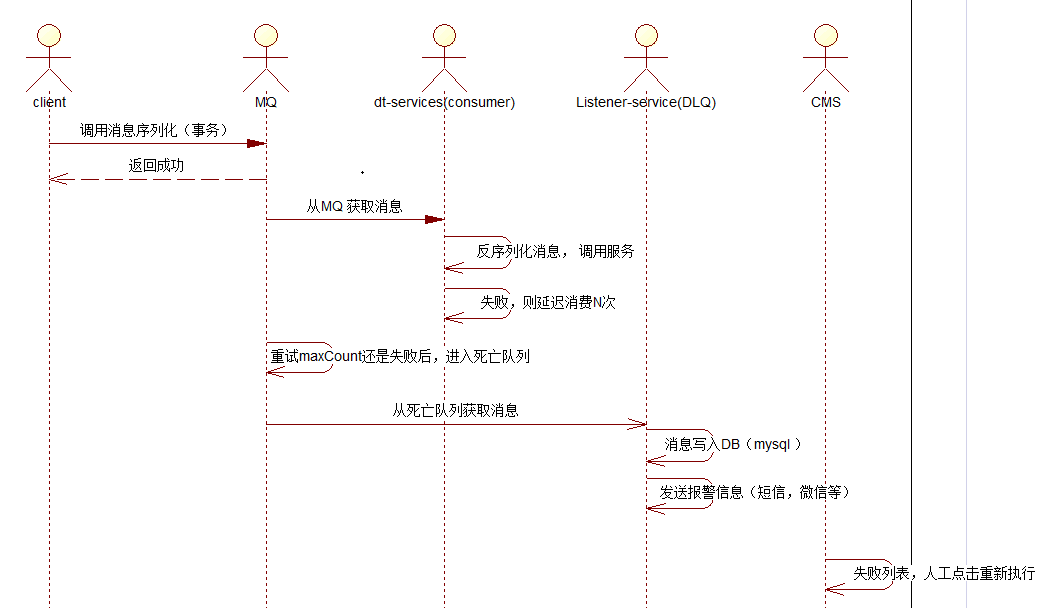 client
MQ
dt-services(consumer)
Listener-service(DLQ)
CMS
调用消息序列化（事务）
返回成功
从MQ 获取消息
反序列化消息， 调用服务
失败，则延迟消费N次
重试maxCount还是失败后，进入死亡队列
从死亡队列获取消息
消息写入DB（mysql ）
发送报警信息（短信，微信等）
失败列表，人工点击重新执行